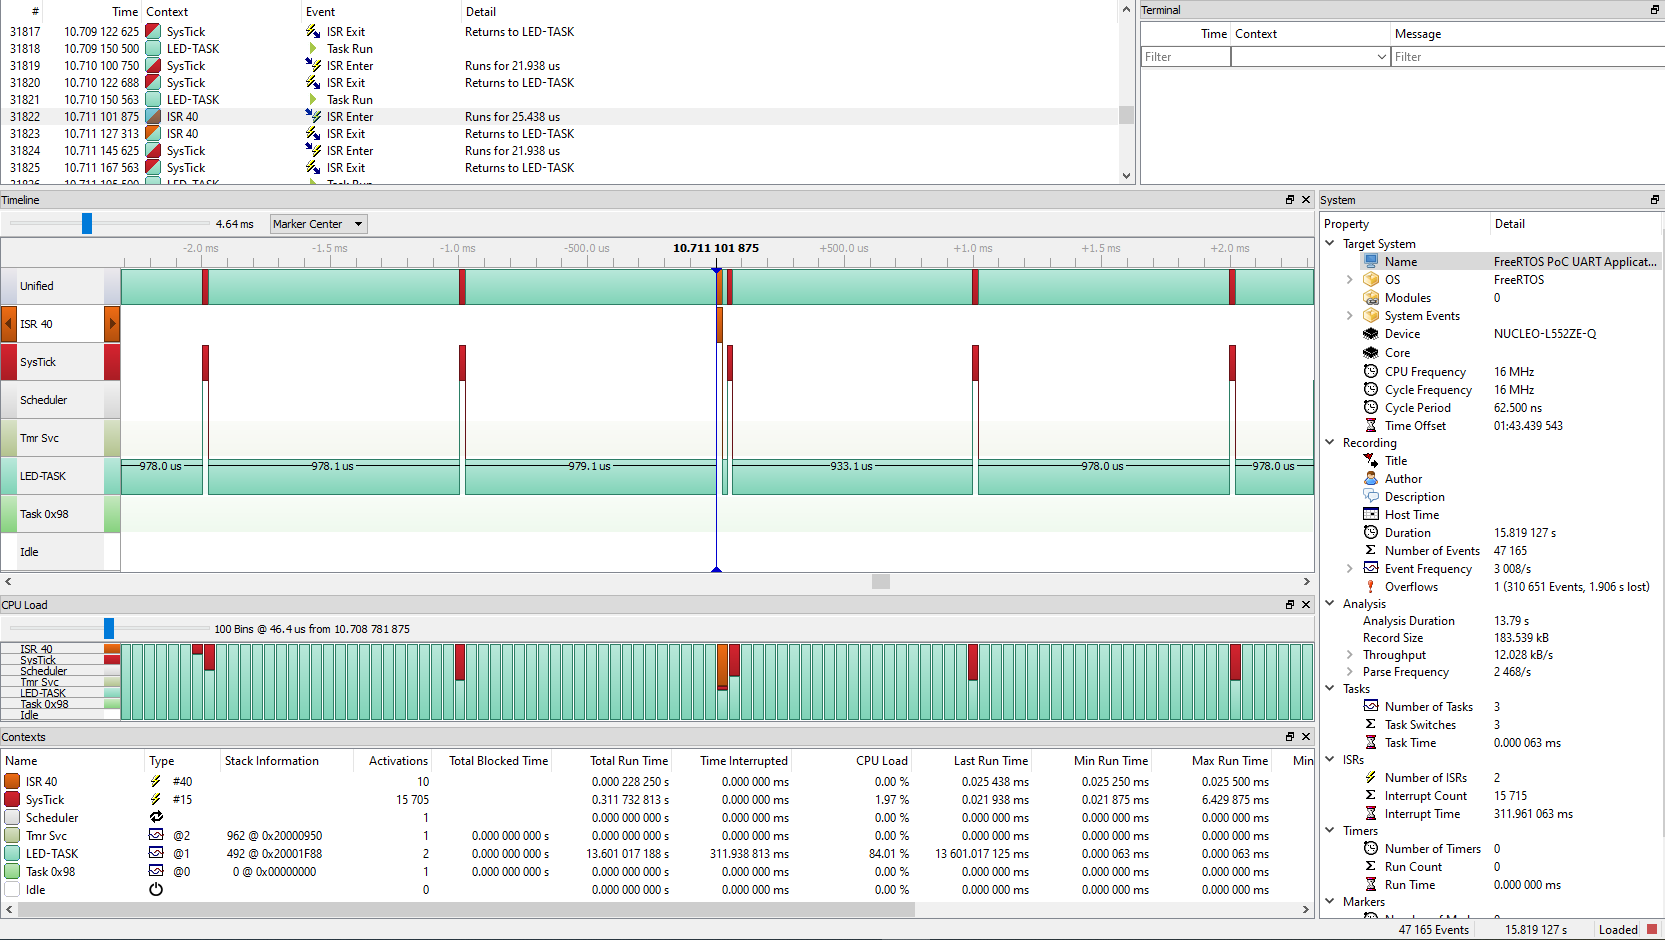 # Time Context Event Detail
31817 10.709 122 625 SysTick ISR Exit Returns to LED-TASK
31818 10.709 150 500 LED-TASK Task Run
31819 10.710 100 750 SysTick ISR Enter Runs for 21.938 us
31820 10.710 122 688 SysTick ISR Exit Returns to LED-TASK
31821 10.710 150 563 LED-TASK Task Run
31822 10.711 101 875 ISR 40 ISR Enter Runs for 25.438 us
31823 10.711 127 313 ISR 40 ISR Exit Returns to LED-TASK
31824 10.711 145 625 SysTick ISR Enter Runs for 21.938 us
31825 10.711 167 563 SysTick ISR Exit Returns to LED-TASK
Terminal
Time Context Message
Filter Filter
Timeline
4.64 ms Marker Center
-2.0 ms -1.5 ms -1.0 ms -500.0 us 10.711 101 875 +500.0 us +1.0 ms +1.5 ms +2.0 ms
Unified
ISR 40
SysTick
Scheduler
Tmr Svc
LED-TASK 978.0 us 978.1 us 979.1 us 933.1 us 978.0 us 978.0 us
Task 0x98
Idle
CPU Load
100 Bins @ 46.4 us from 10.708 781 875
ISR 40
SysTick
Scheduler
Tmr Svc
LED-TASK
Task 0x98
Idle
Contexts
Name Type Stack Information Activations Total Blocked Time Total Run Time Time Interrupted CPU Load Last Run Time Min Run Time Max Run Time Min
ISR 40 #40 10 0.000 228 250 s 0.000 000 ms 0.00 % 0.025 438 ms 0.025 250 ms 0.025 500 ms
SysTick #15 15 705 0.311 732 813 s 0.000 000 ms 1.97 % 0.021 938 ms 0.021 875 ms 6.429 875 ms
Scheduler 1 0.000 000 000 s 0.000 000 ms 0.00 % 0.000 000 ms 0.000 000 ms 0.000 000 ms
Tmr Svc @2 962 @ 0x20000950 1 0.000 000 000 s 0.000 000 000 s 0.000 000 ms 0.00 % 0.000 000 ms 0.000 000 ms 0.000 000 ms
LED-TASK @1 492 @ 0x20001F88 2 0.000 000 000 s 13.601 017 188 s 311.938 813 ms 84.01 % 13 601.017 125 ms 0.000 063 ms 0.000 063 ms
Task 0x98 @0 0 @ 0x00000000 1 0.000 000 000 s 0.000 000 000 s 0.000 000 ms 0.00 % 0.000 000 ms 0.000 000 ms 0.000 000 ms
Idle 0 0.000 000 000 s 0.000 000 ms 0.00 % 0.000 000 ms 0.000 000 ms 0.000 000 ms
System
Property Detail
Target System
Name FreeRTOS PoC UART Applicat...
OS FreeRTOS
Modules 0
System Events
Device NUCLEO-L552ZE-Q
Core
CPU Frequency 16 MHz
Cycle Frequency 16 MHz
Cycle Period 62.500 ns
Time Offset 01:43.439 543
Recording
Title
Author
Description
Host Time
Duration 15.819 127 s
Number of Events 47 165
Event Frequency 3 008/s
Overflows 1 (310 651 Events, 1.906 s lost)
Analysis
Analysis Duration 13.79 s
Record Size 183.539 kB
Throughput 12.028 kB/s
Parse Frequency 2 468/s
Tasks
Number of Tasks 3
Task Switches 3
Task Time 0.000 063 ms
ISRs
Number of ISRs 2
Interrupt Count 15 715
Interrupt Time 311.961 063 ms
Timers
Number of Timers 0
Run Count 0
Run Time 0.000 000 ms
Markers
47 165 Events 15.819 127 s Loaded